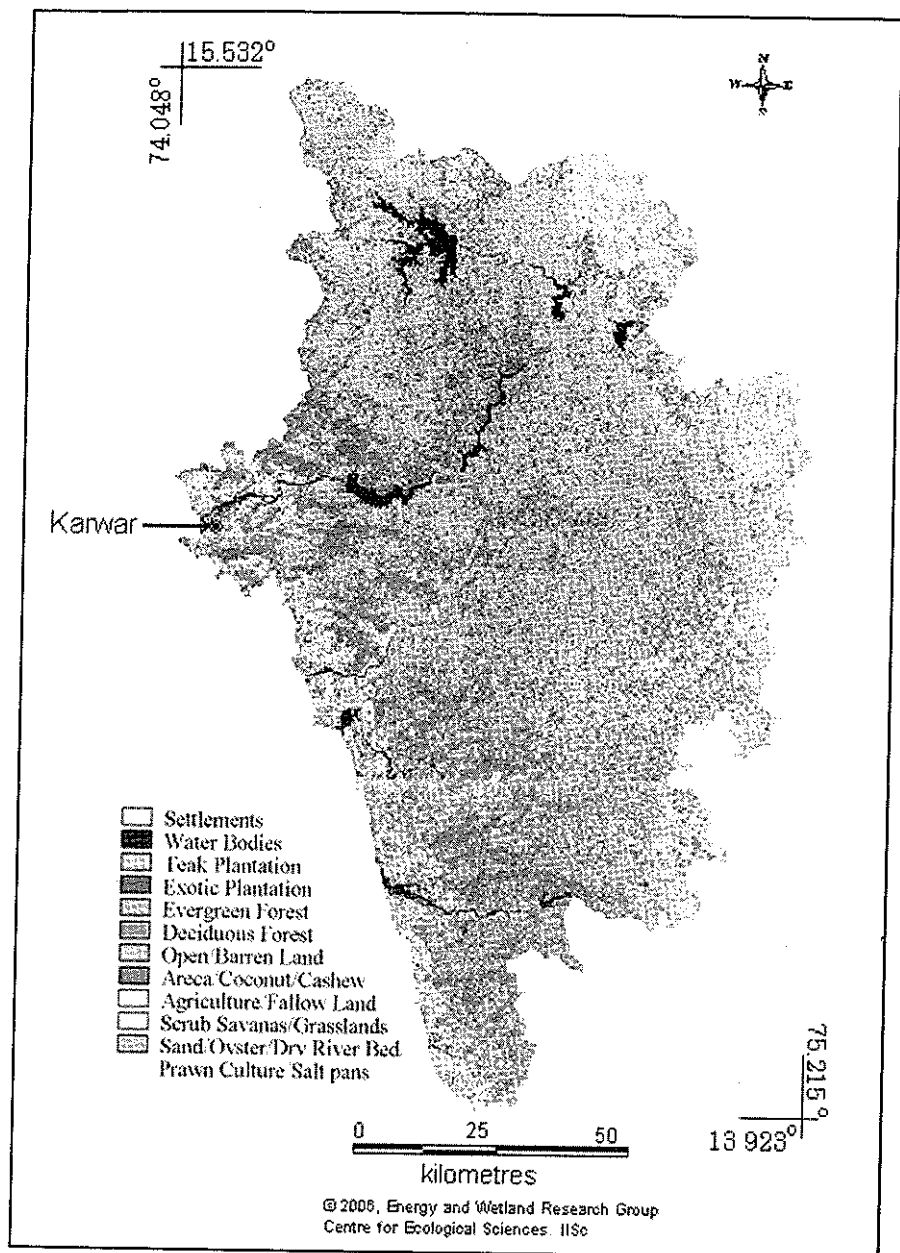 15.532°
74.048°
N
W E
S
Karwar
Settlements
Water Bodies
Teak Plantation
Exotic Plantation
Evergreen Forest
Deciduous Forest
Open/Barren Land
Areca/Coconut/Cashew
Agriculture/Fallow Land
Scrub Savanas/Grasslands
Sand/Oyster/Dry River Bed
Prawn Culture/Salt pans
75.215°
13 923°
0 25 50
kilometres
© 2006, Energy and Wetland Research Group
Centre for Ecological Sciences. IISc